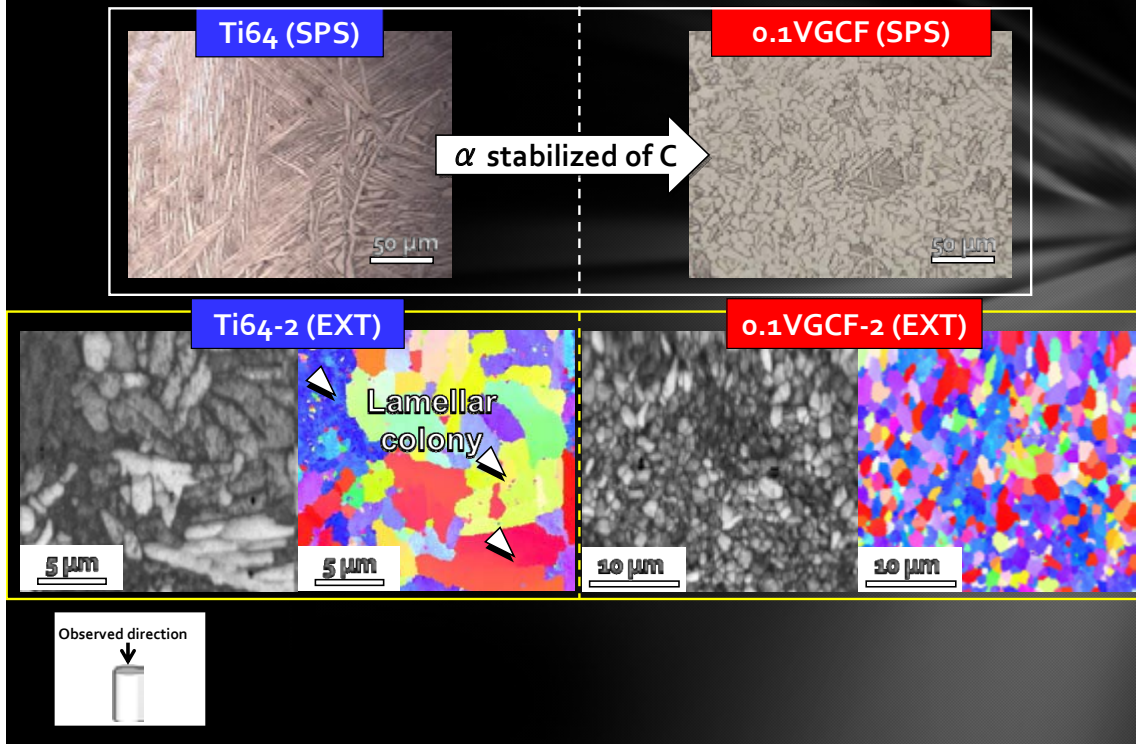 Ti64 (SPS)
0.1VGCF (SPS)
α stabilized of C
50 μm
50 μm
Ti64-2 (EXT)
0.1VGCF-2 (EXT)
Lamellar
colony
5 μm
5 μm
10 μm
10 μm
Observed direction